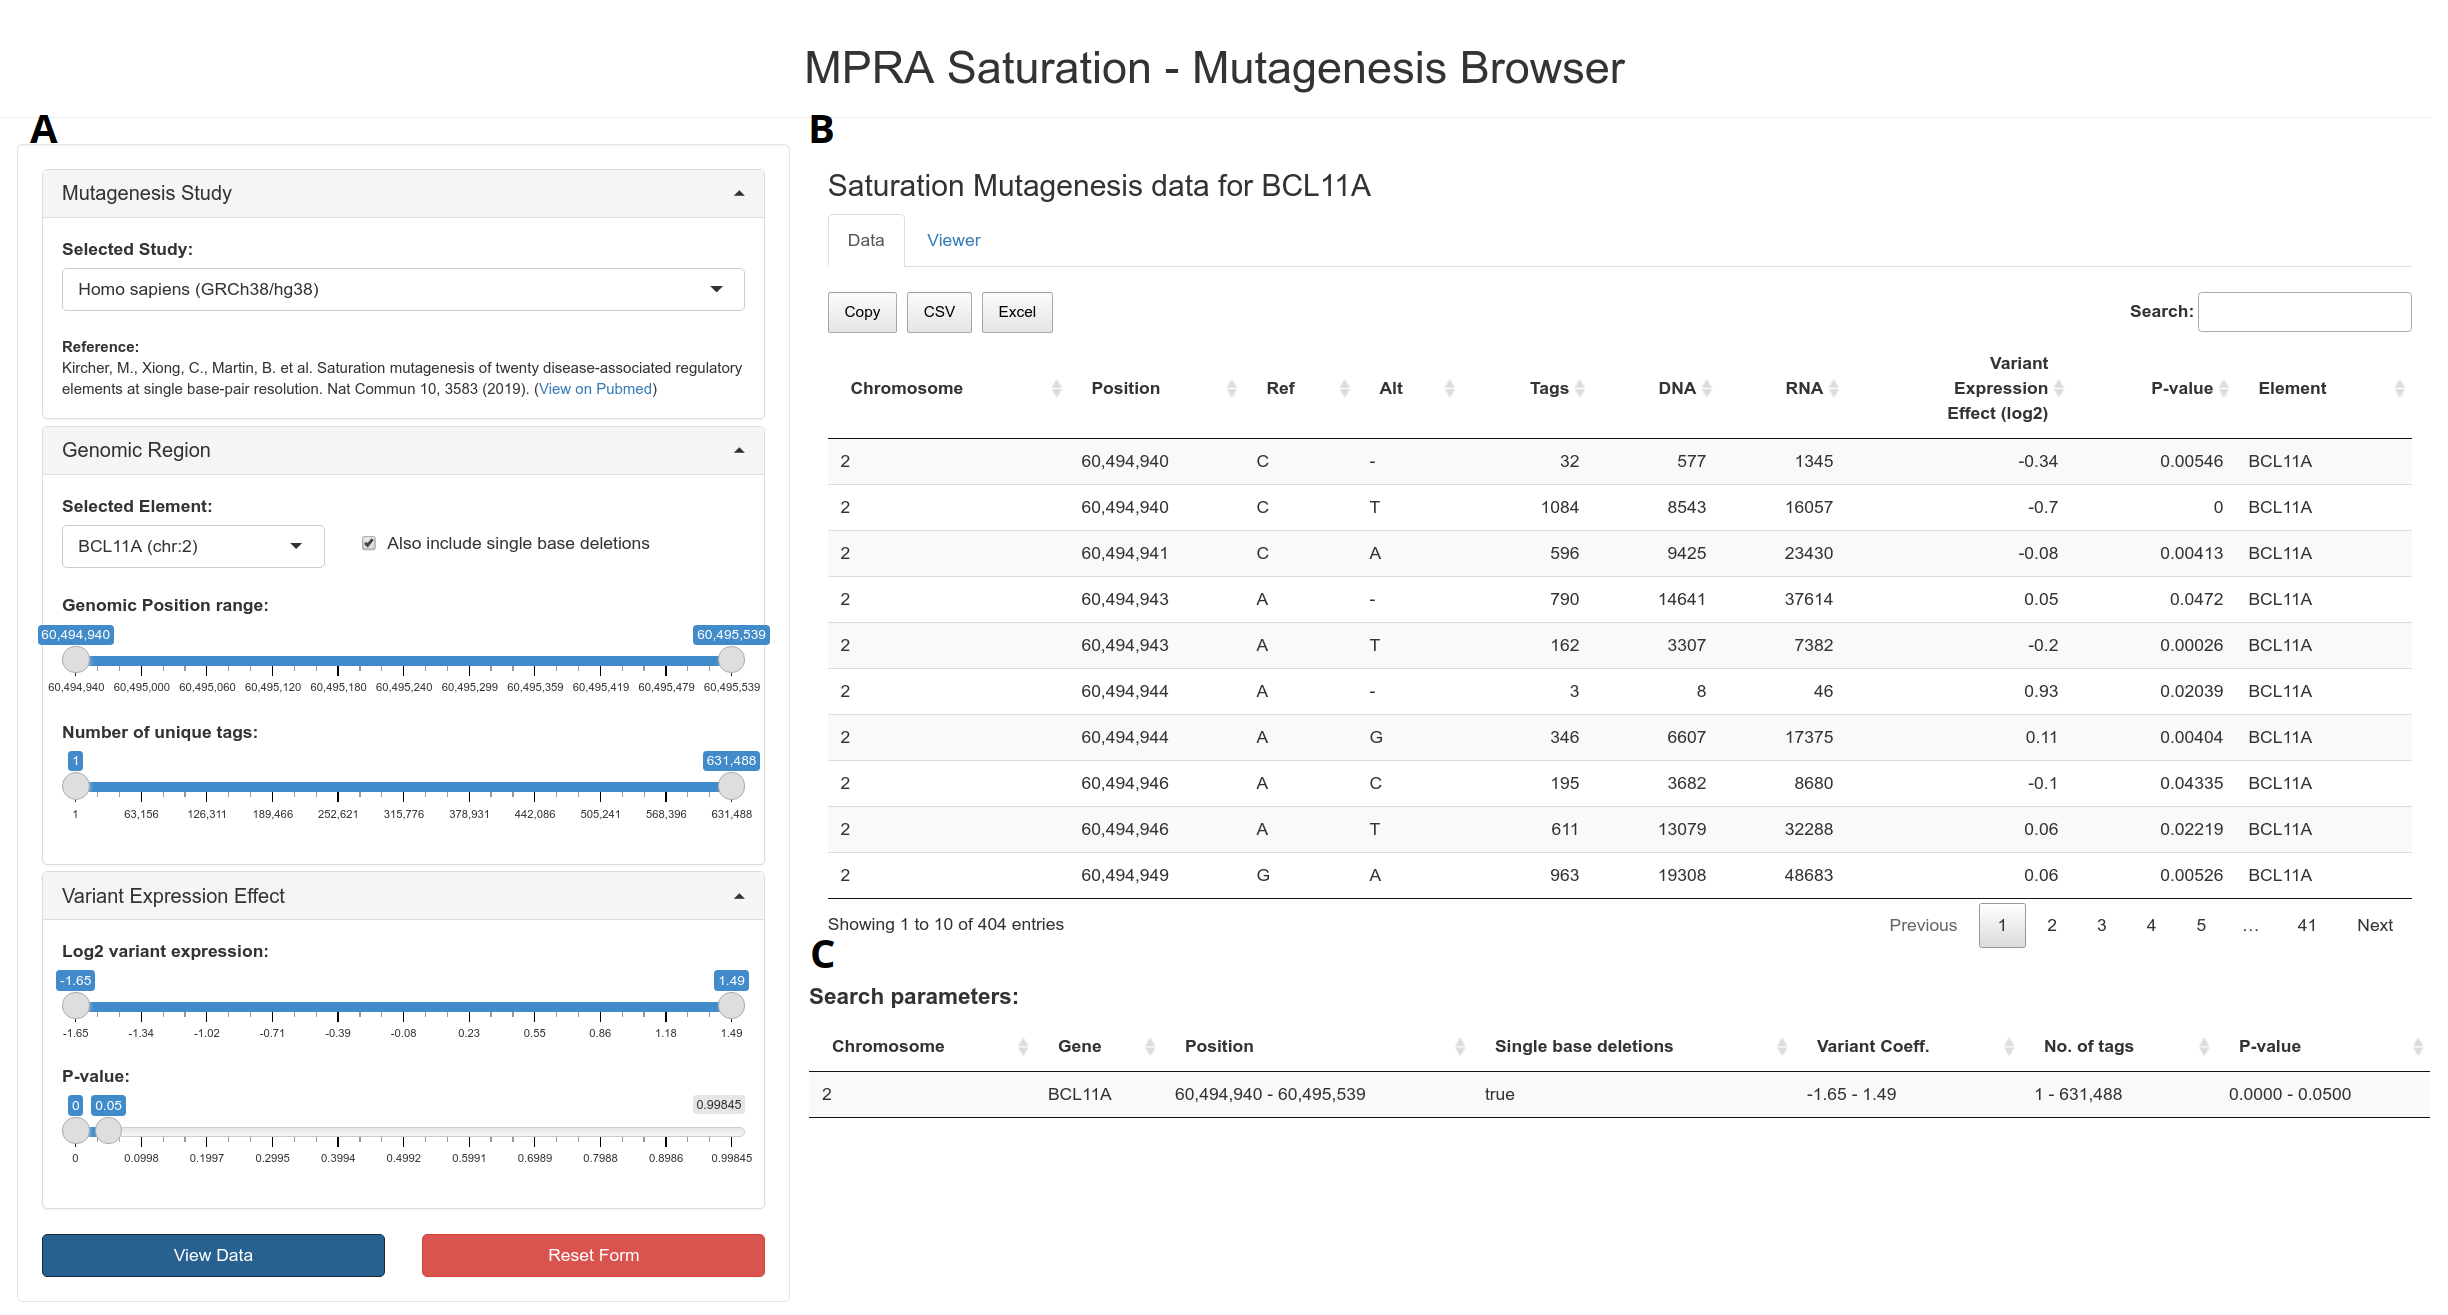 MPRA Saturation - Mutagenesis Browser
A
Mutagenesis Study
Selected Study:
Homo sapiens (GRCh38/hg38)
Reference:
Kircher, M., Xiong, C., Martin, B. et al. Saturation mutagenesis of twenty disease-associated regulatory
elements at single base-pair resolution. Nat Commun 10, 3583 (2019). (View on Pubmed)
Genomic Region
Selected Element:
BCL11A (chr:2) Also include single base deletions
Genomic Position range:
60,494,940 60,495,539
60,494,940 60,495,000 60,495,060 60,495,120 60,495,180 60,495,240 60,495,299 60,495,359 60,495,419 60,495,479 60,495,539
Number of unique tags:
1 631,488
1 63,156 126,311 189,466 252,621 315,776 378,931 442,086 505,241 568,396 631,488
Variant Expression Effect
Log2 variant expression:
-1.65 1.49
-1.65 -1.34 -1.02 -0.71 -0.39 -0.08 0.23 0.55 0.86 1.18 1.49
P-value:
0 0.05 0.99845
0 0.0998 0.1997 0.2995 0.3994 0.4992 0.5991 0.6989 0.7988 0.8986 0.99845
View Data Reset Form
B
Saturation Mutagenesis data for BCL11A
Data Viewer
Copy CSV Excel Search:
Chromosome Position Ref Alt Tags DNA RNA Variant Expression Effect (log2) P-value Element
2 60,494,940 C - 32 577 1345 -0.34 0.00546 BCL11A
2 60,494,940 C T 1084 8543 16057 -0.7 0 BCL11A
2 60,494,941 C A 596 9425 23430 -0.08 0.00413 BCL11A
2 60,494,943 A - 790 14641 37614 0.05 0.0472 BCL11A
2 60,494,943 A T 162 3307 7382 -0.2 0.00026 BCL11A
2 60,494,944 A - 3 8 46 0.93 0.02039 BCL11A
2 60,494,944 A G 346 6607 17375 0.11 0.00404 BCL11A
2 60,494,946 A C 195 3682 8680 -0.1 0.04335 BCL11A
2 60,494,946 A T 611 13079 32288 0.06 0.02219 BCL11A
2 60,494,949 G A 963 19308 48683 0.06 0.00526 BCL11A
Showing 1 to 10 of 404 entries Previous 1 2 3 4 5 … 41 Next
C
Search parameters:
Chromosome Gene Position Single base deletions Variant Coeff. No. of tags P-value
2 BCL11A 60,494,940 - 60,495,539 true -1.65 - 1.49 1 - 631,488 0.0000 - 0.0500